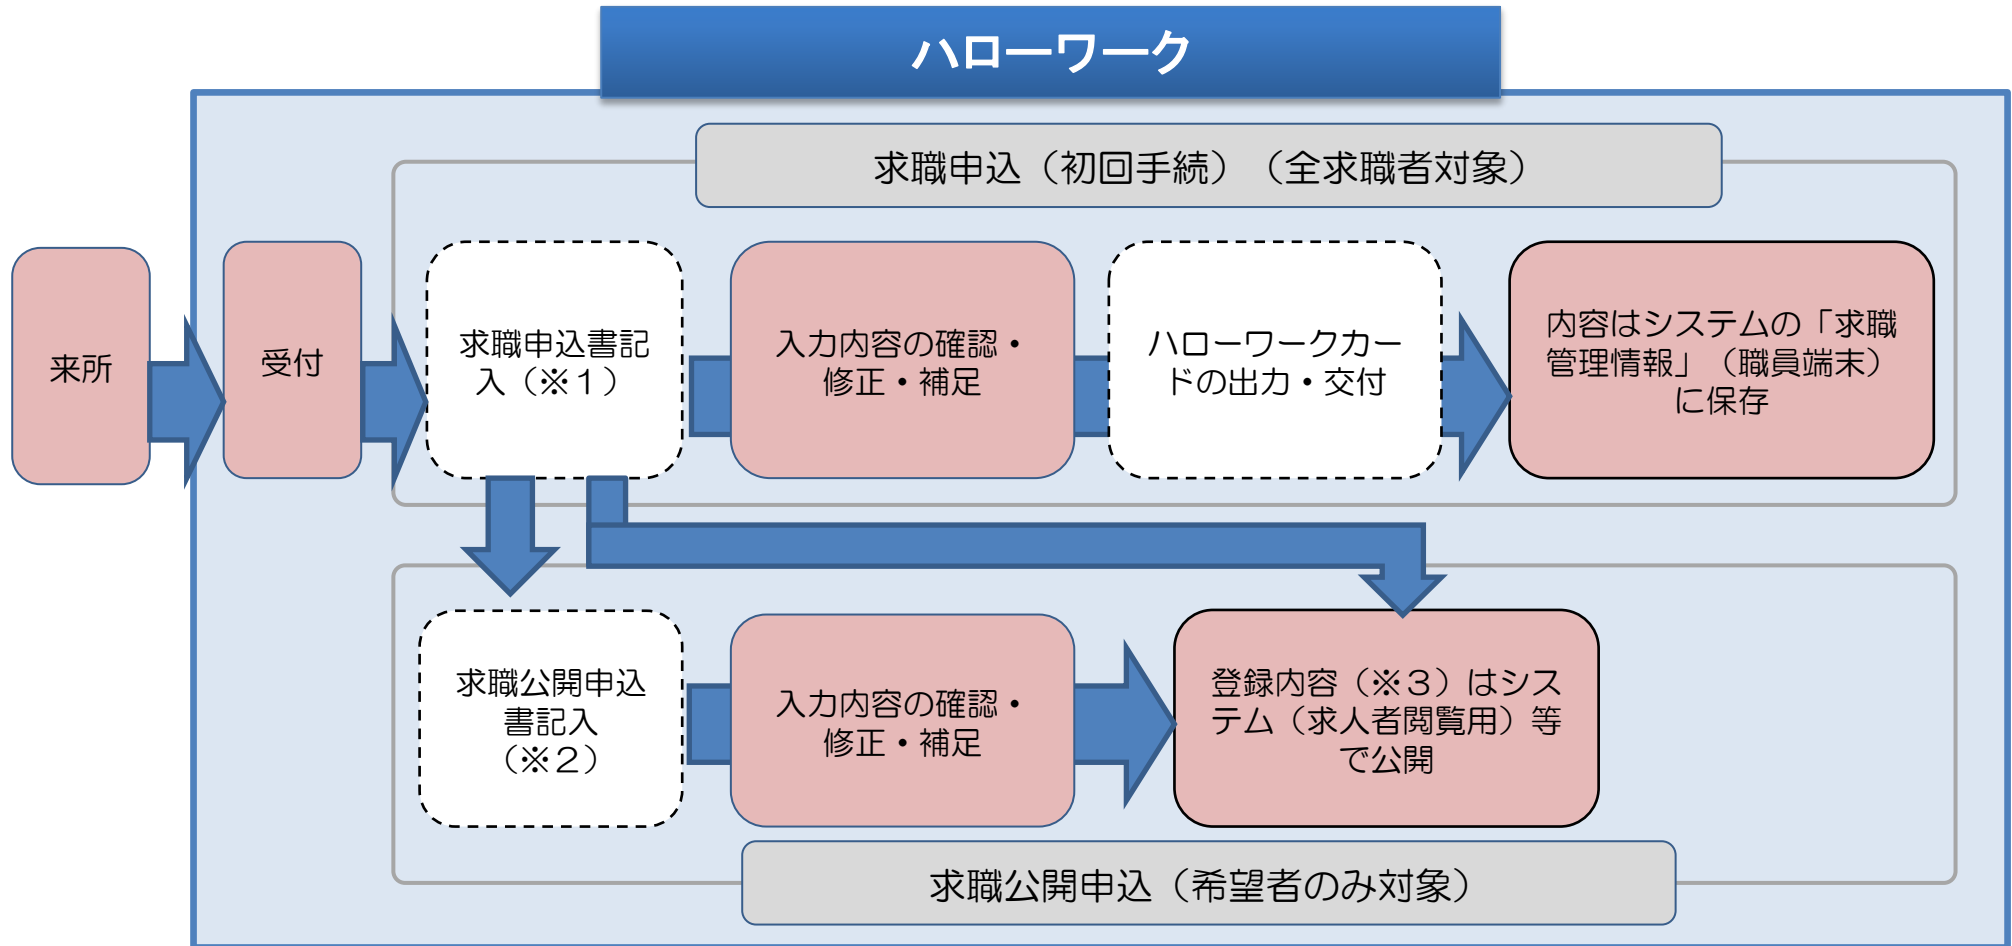 ハローワーク
求職申込（初回手続）（全求職者対象）
来所
受付
求職申込書記
入（※１）
入力内容の確認・
修正・補足
ハローワークカー
ドの出力・交付
内容はシステムの「求職
管理情報」（職員端末）
に保存
求職公開申込
書記入
（※２）
入力内容の確認・
修正・補足
登録内容（※３）はシス
テム（求人者閲覧用）等
で公開
求職公開申込（希望者のみ対象）